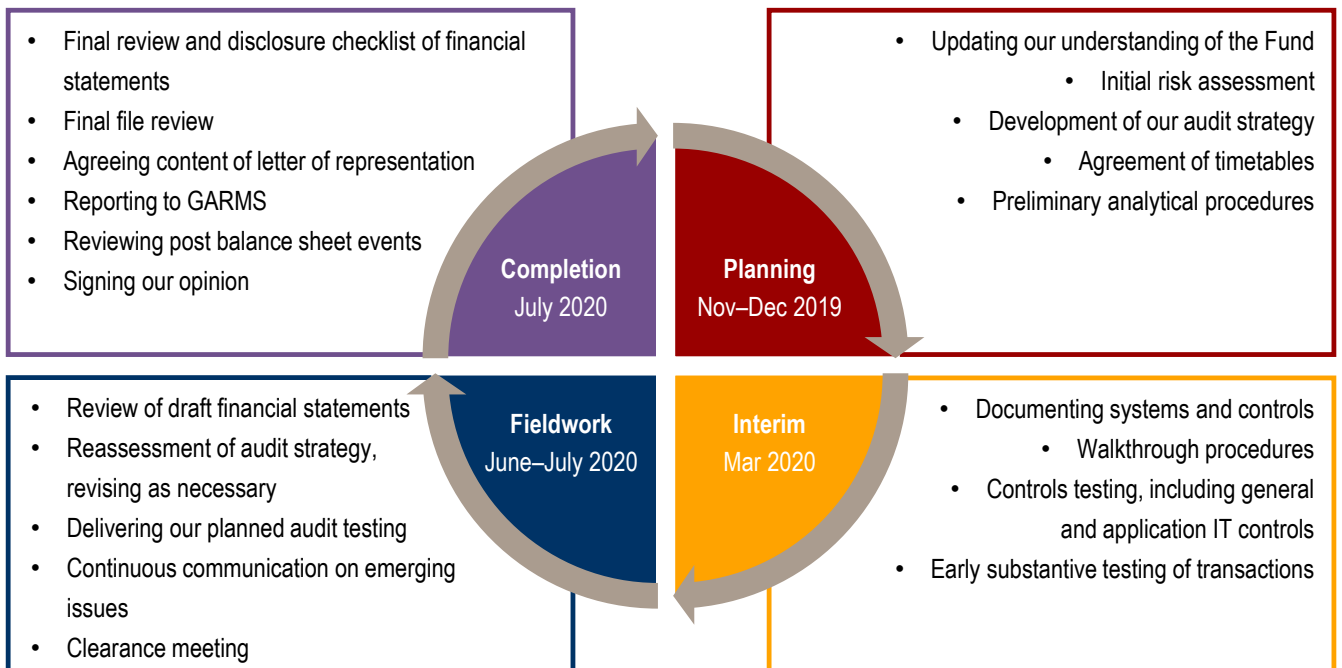 • Final review and disclosure checklist of financial
statements
• Final file review
• Agreeing content of letter of representation
• Reporting to GARMS
• Reviewing post balance sheet events
• Signing our opinion
• Updating our understanding of the Fund
• Initial risk assessment
• Development of our audit strategy
• Agreement of timetables
• Preliminary analytical procedures
Completion
July 2020
Planning
Nov–Dec 2019
Fieldwork
June–July 2020
Interim
Mar 2020
• Review of draft financial statements
• Reassessment of audit strategy,
revising as necessary
• Delivering our planned audit testing
• Continuous communication on emerging
issues
• Clearance meeting
• Documenting systems and controls
• Walkthrough procedures
• Controls testing, including general
and application IT controls
• Early substantive testing of transactions